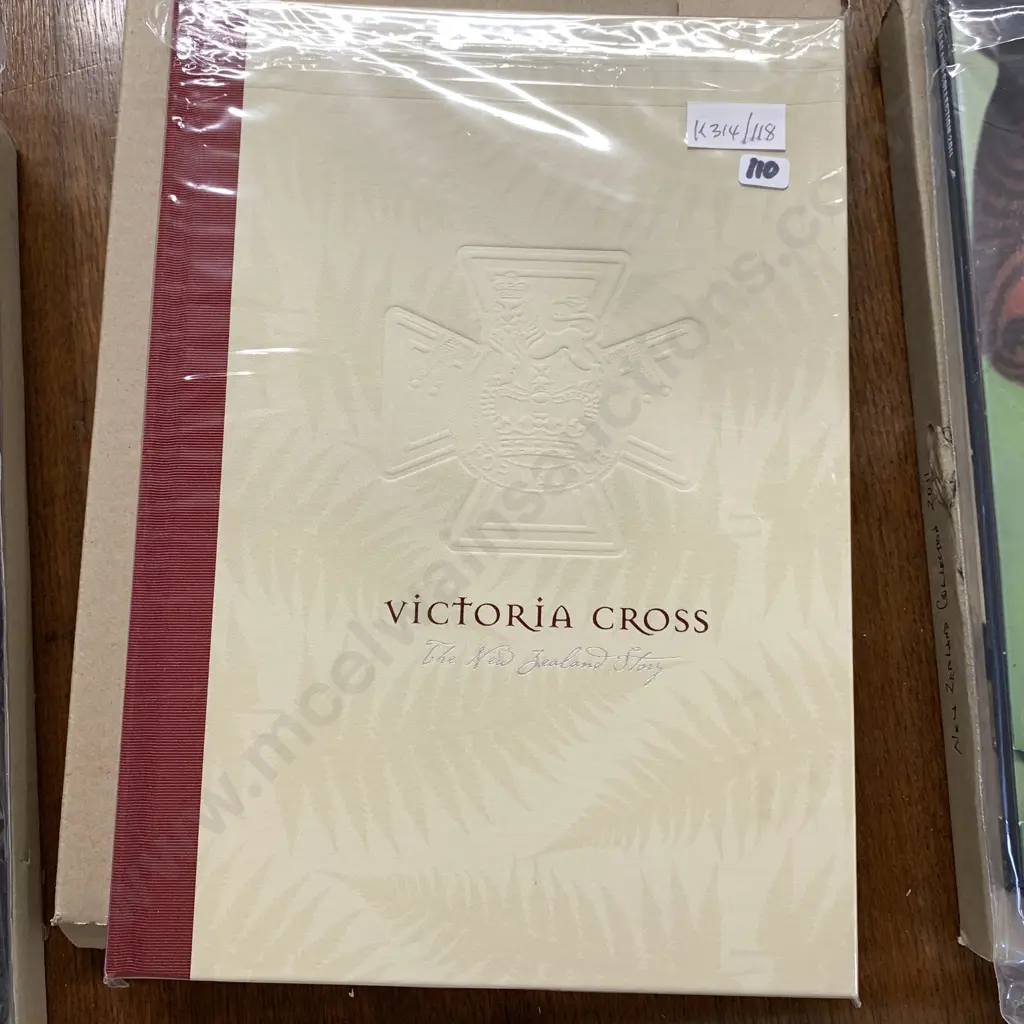 K314/118
110
VICTORIA CROSS
The New Zealand Story
www.mcelwainsauctions.co
NEW ZEALAND COLLECTION 2011